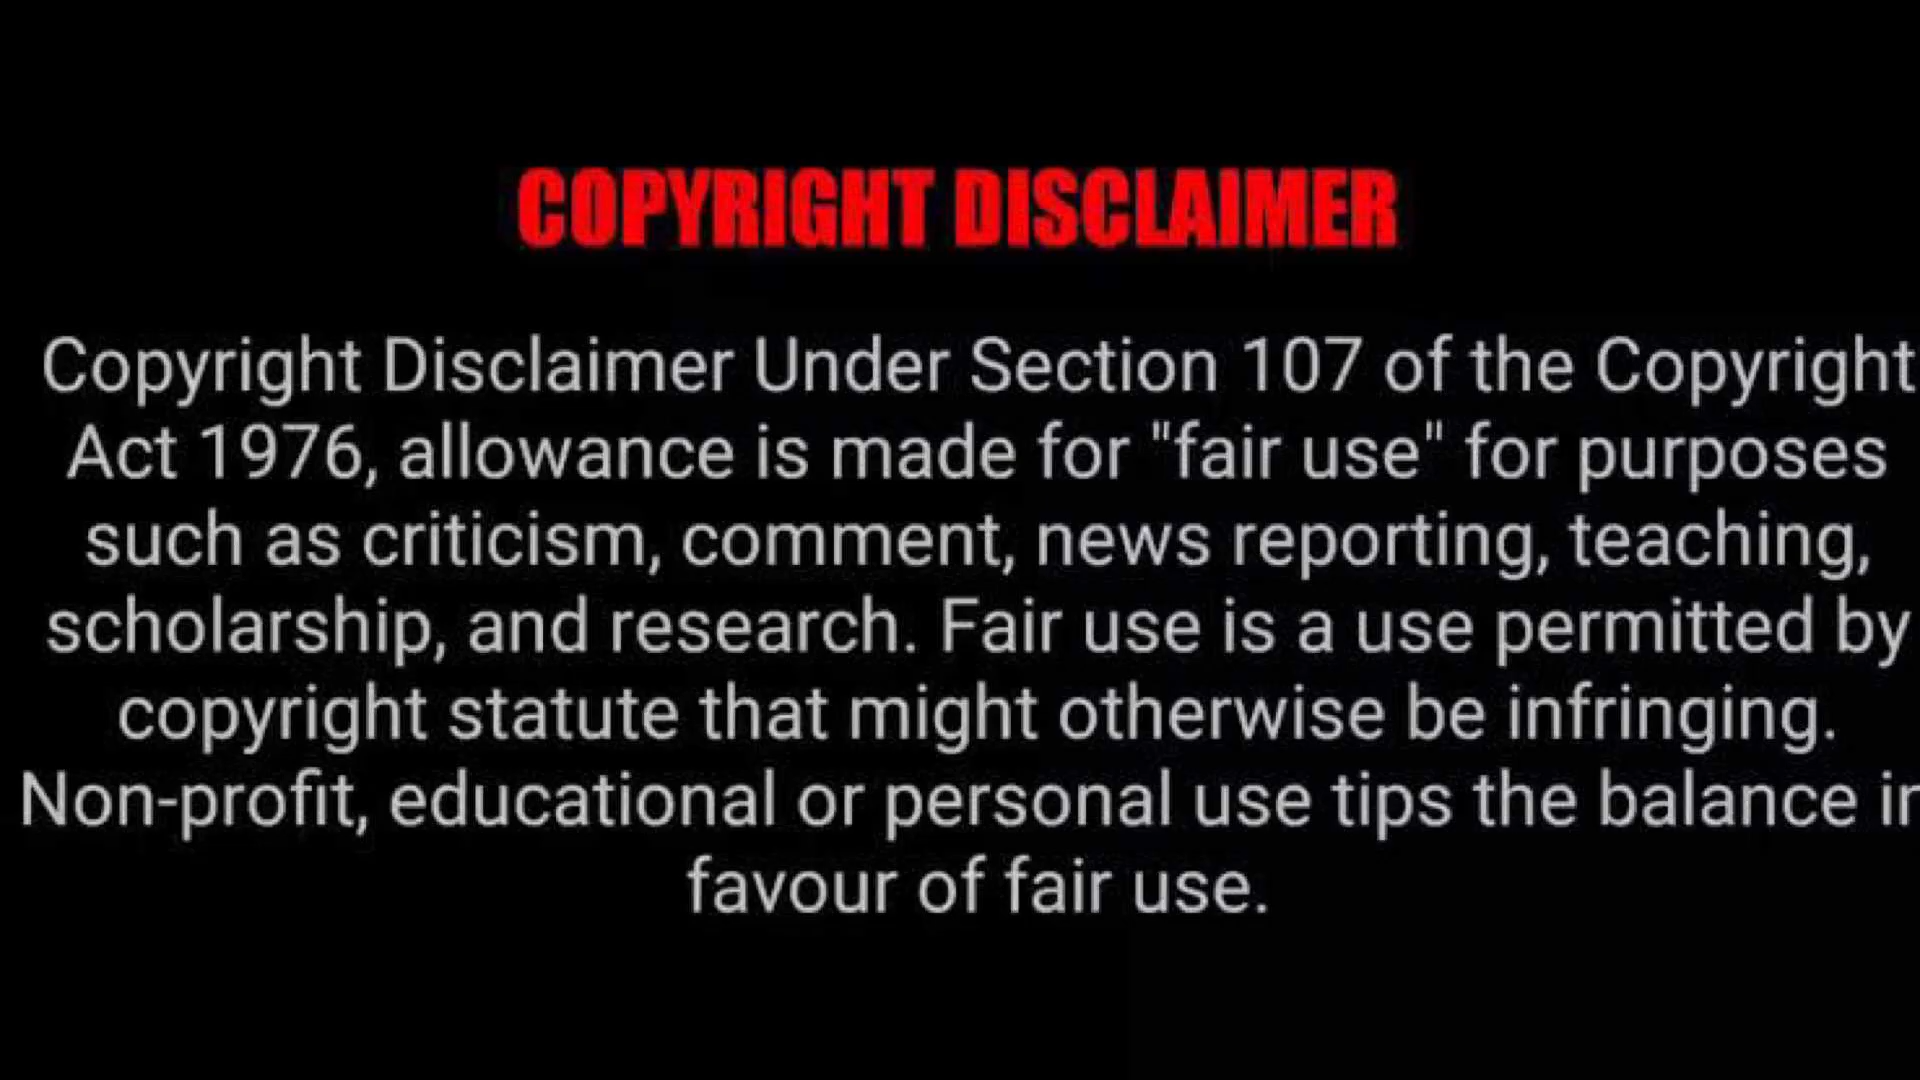 COPYRIGHT DISCLAIMER
Copyright Disclaimer Under Section 107 of the Copyright
Act 1976, allowance is made for "fair use" for purposes
such as criticism, comment, news reporting, teaching,
scholarship, and research. Fair use is a use permitted by
copyright statute that might otherwise be infringing.
Non-profit, educational or personal use tips the balance in
favour of fair use.